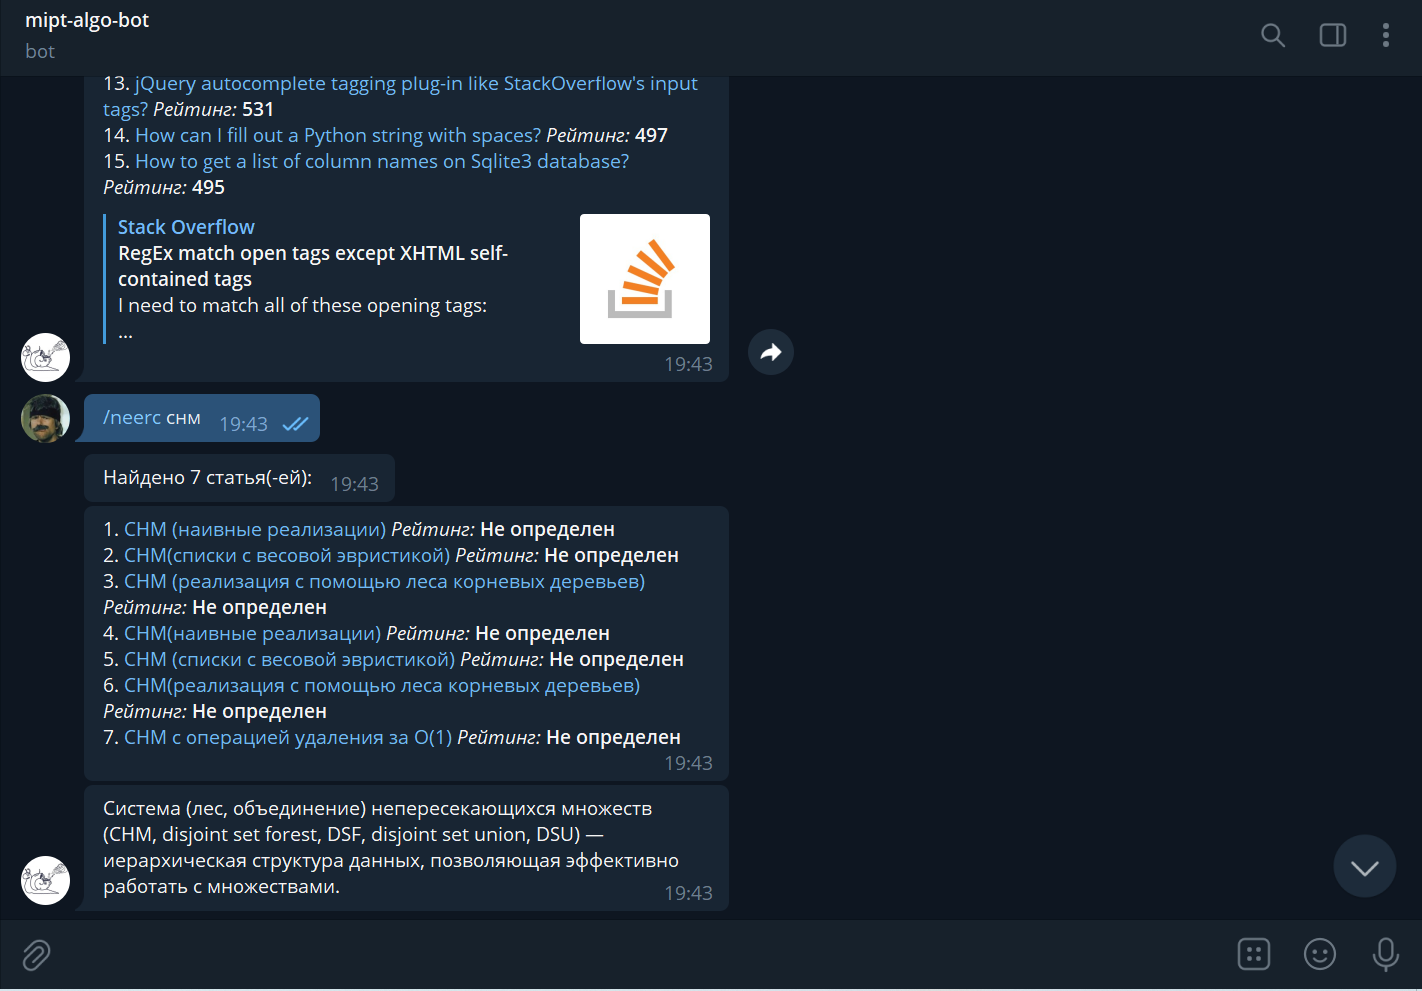 mipt-algo-bot
bot
13. jQuery autocomplete tagging plug-in like StackOverflow's input
tags? Рейтинг: 531
14. How can I fill out a Python string with spaces? Рейтинг: 497
15. How to get a list of column names on Sqlite3 database?
Рейтинг: 495
Stack Overflow
RegEx match open tags except XHTML self-
contained tags
I need to match all of these opening tags:
...
19:43
/neerc снм 19:43
Найдено 7 статья(-ей): 19:43
1. СНМ (наивные реализации) Рейтинг: Не определен
2. СНМ(списки с весовой эвристикой) Рейтинг: Не определен
3. СНМ (реализация с помощью леса корневых деревьев)
Рейтинг: Не определен
4. СНМ(наивные реализации) Рейтинг: Не определен
5. СНМ (списки с весовой эвристикой) Рейтинг: Не определен
6. СНМ(реализация с помощью леса корневых деревьев)
Рейтинг: Не определен
7. СНМ с операцией удаления за O(1) Рейтинг: Не определен
19:43
Система (лес, объединение) непересекающихся множеств
(СНМ, disjoint set forest, DSF, disjoint set union, DSU) —
иерархическая структура данных, позволяющая эффективно
работать с множествами. 19:43